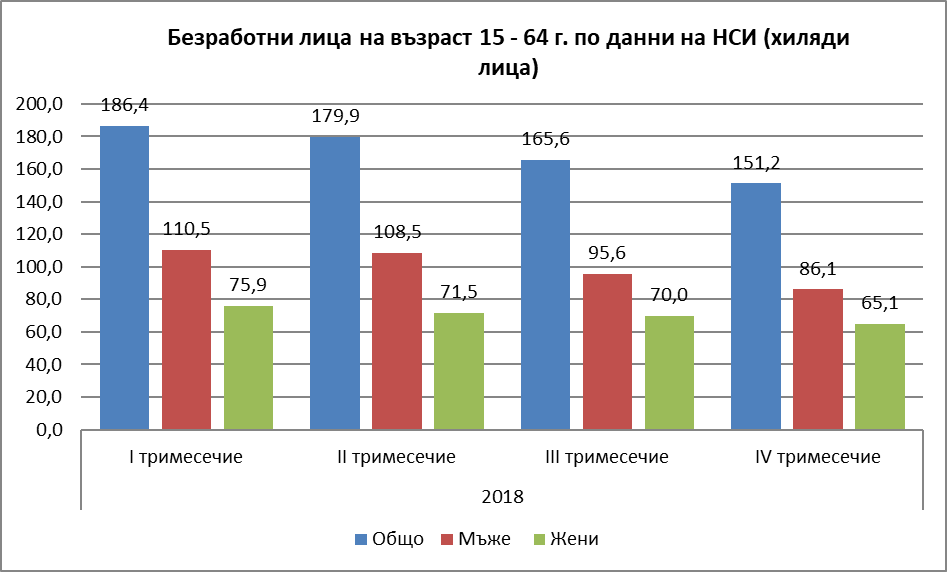 Безработни лица на възраст 15 - 64 г. по данни на НСИ (хиляди
лица)
200,0
180,0
160,0
140,0
120,0
100,0
80,0
60,0
40,0
20,0
0,0
186,4
110,5
75,9
179,9
108,5
71,5
165,6
95,6
70,0
151,2
86,1
65,1
I тримесечие
II тримесечие
III тримесечие
IV тримесечие
2018
Общо
Мъже
Жени